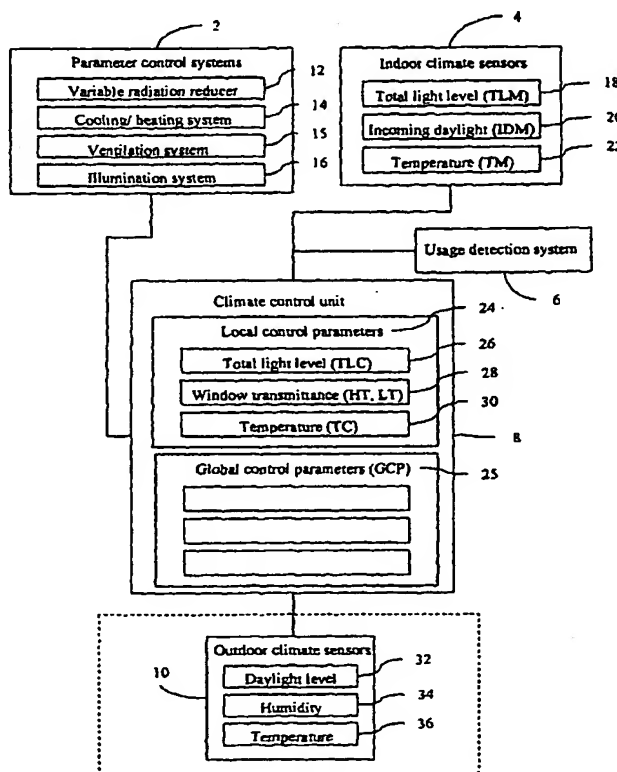 2
4
Parameter control systems
Variable radiation reducer
12
Cooling/ heating system
14
Ventilation system
15
Illumination system
16
Indoor climate sensors
Total light level (TLM)
18
Incoming daylight (IDM)
20
Temperature (TM)
22
Usage detection system
6
Climate control unit
Local control parameters
24
Total light level (TLC)
26
Window transmittance (HT, LT)
28
Temperature (TC)
30
8
Global control parameters (GCP)
25
Outdoor climate sensors
10
Daylight level
32
Humidity
34
Temperature
36